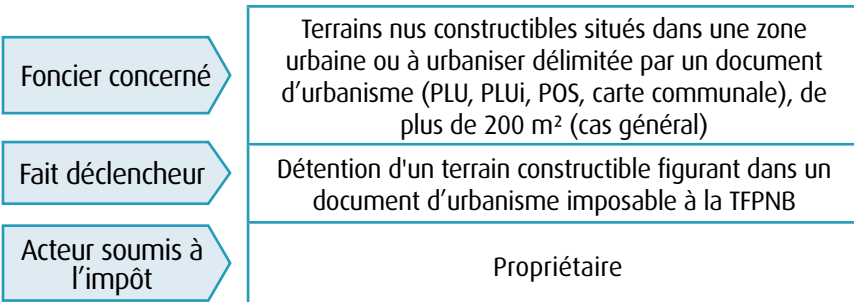 Foncier concerné
Terrains nus constructibles situés dans une zone
urbaine ou à urbaniser délimitée par un document
d’urbanisme (PLU, PLUi, POS, carte communale), de
plus de 200 m² (cas général)
Fait déclencheur
Détention d'un terrain constructible figurant dans un
document d’urbanisme imposable à la TFPNB
Acteur soumis à
l’impôt
Propriétaire